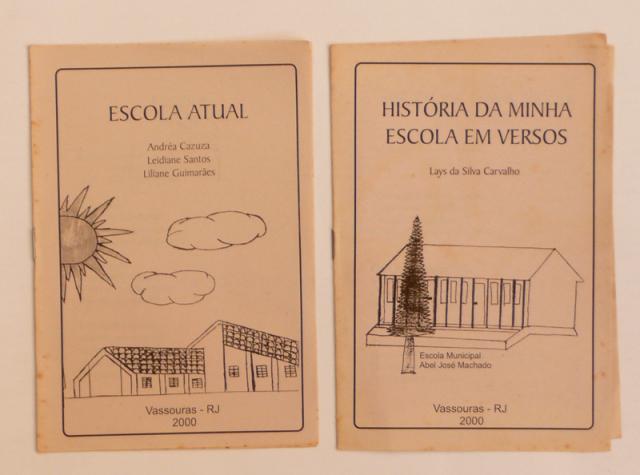 ESCOLA ATUAL
Andréa Cazuza
Leidiane Santos
Liliane Guimarães
Vassouras - RJ
2000
HISTÓRIA DA MINHA
ESCOLA EM VERSOS
Lays da Silva Carvalho
Escola Municipal
Abel José Machado
Vassouras - RJ
2000